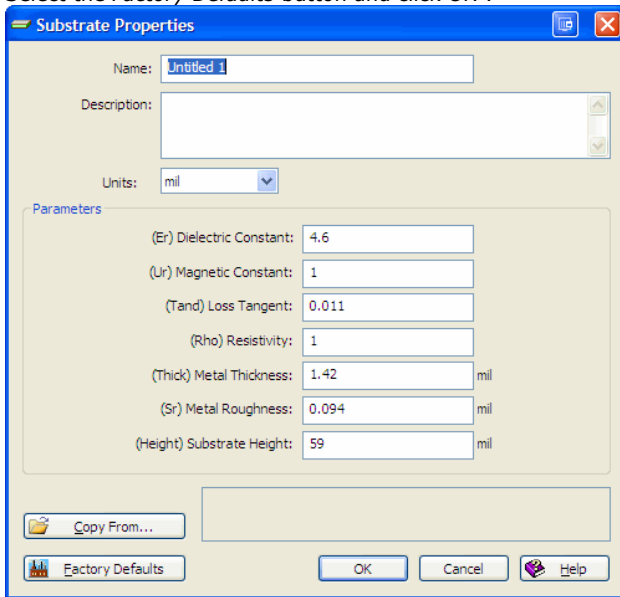 Select the Factory Defaults button and click OK .
Substrate Properties
Name: Untitled 1
Description:
Units: mil
Parameters
(Er) Dielectric Constant: 4.6
(Ur) Magnetic Constant: 1
(Tand) Loss Tangent: 0.011
(Rho) Resistivity: 1
(Thick) Metal Thickness: 1.42 mil
(Sr) Metal Roughness: 0.094 mil
(Height) Substrate Height: 59 mil
Copy From...
Factory Defaults OK Cancel Help